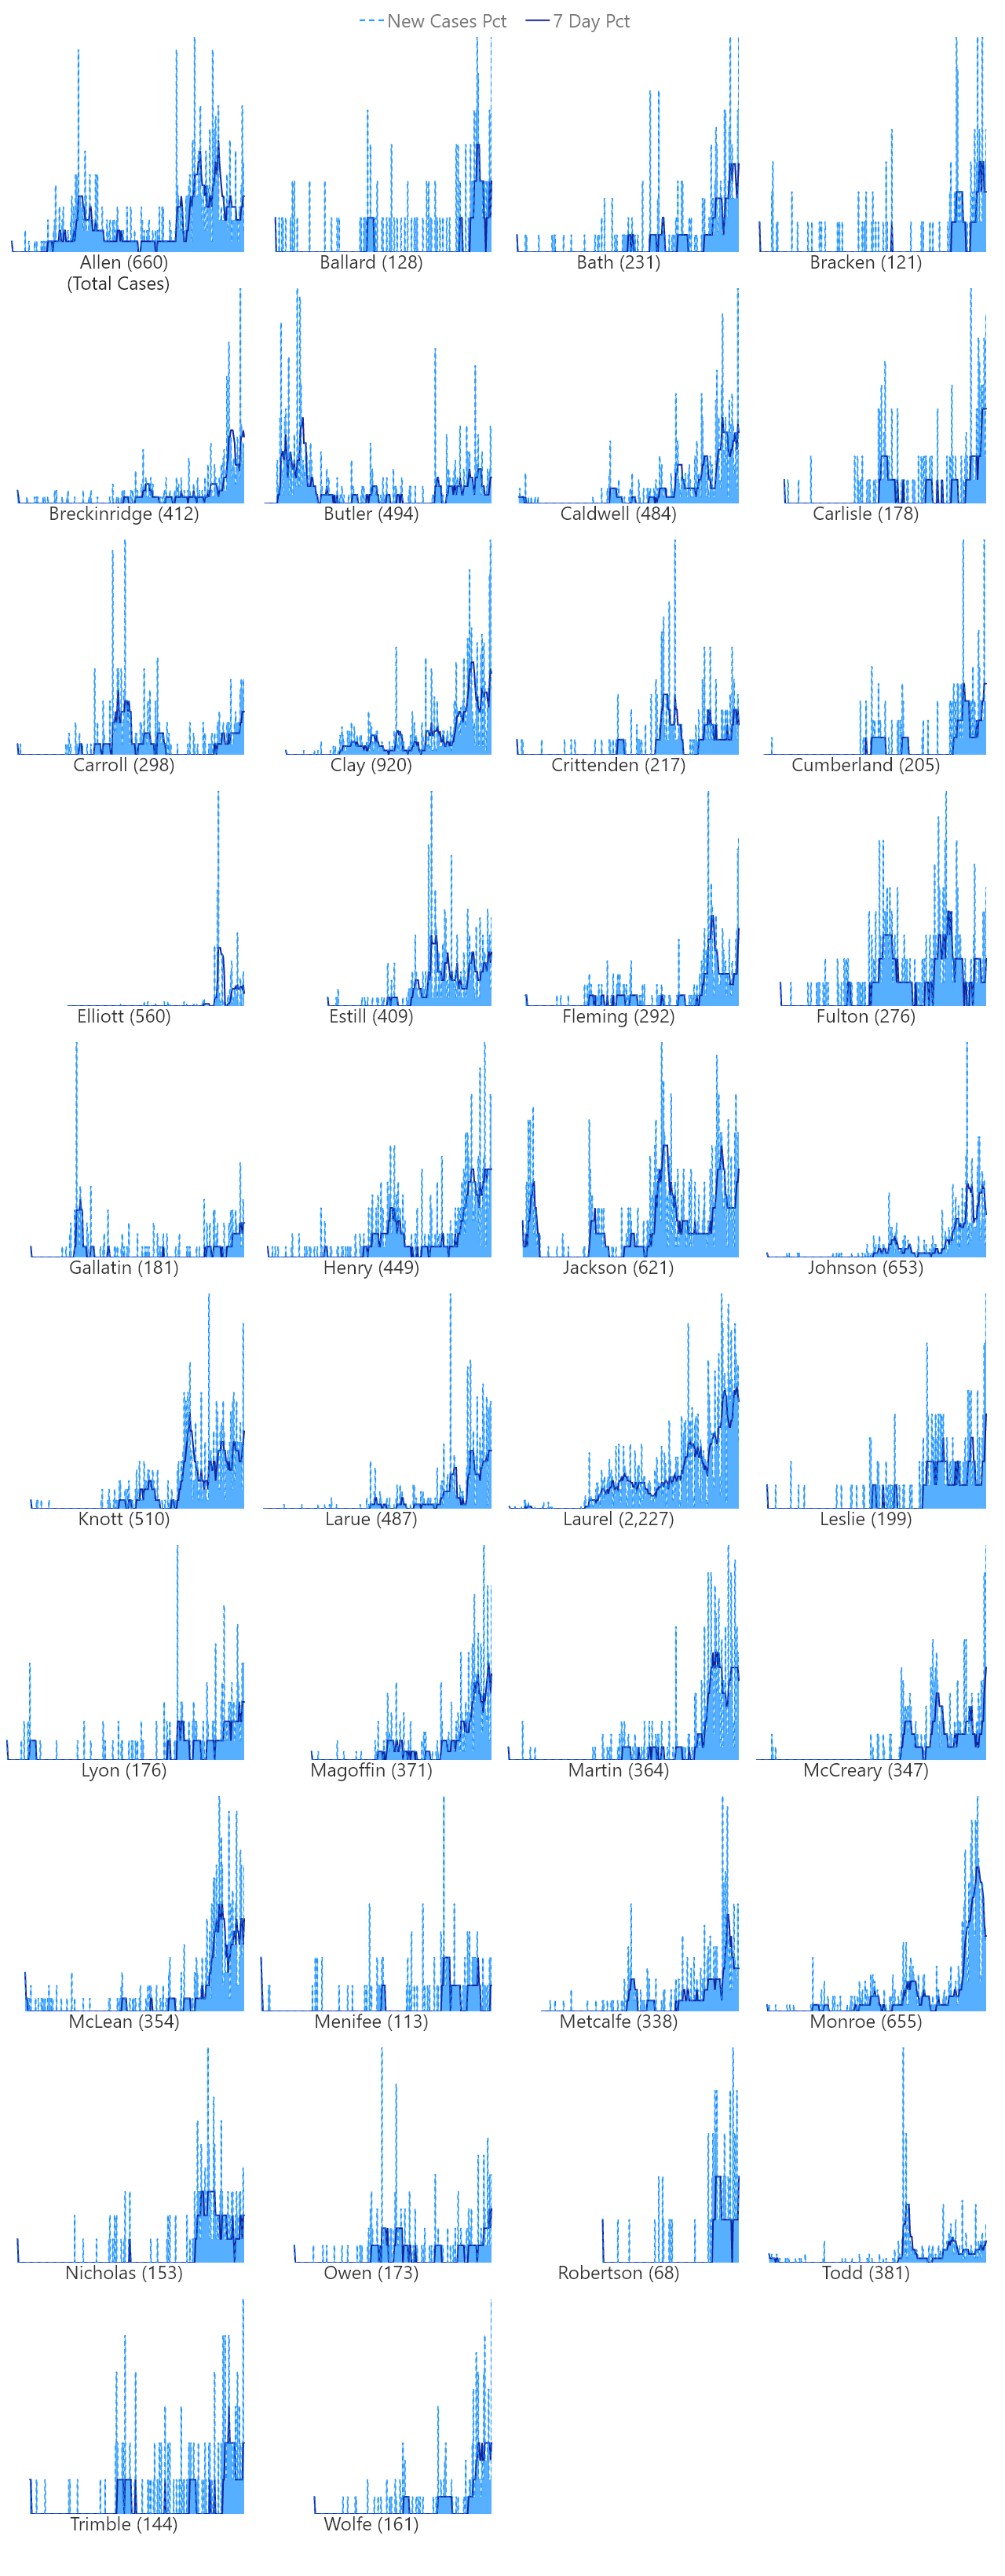 New Cases Pct 7 Day Pct
Allen (660) Ballard (128) Bath (231) Bracken (121)
(Total Cases)
Breckinridge (412) Butler (494) Caldwell (484) Carlisle (178)
Carroll (298) Clay (920) Crittenden (217) Cumberland (205)
Elliott (560) Estill (409) Fleming (292) Fulton (276)
Gallatin (181) Henry (449) Jackson (621) Johnson (653)
Knott (510) Larue (487) Laurel (2,227) Leslie (199)
Lyon (176) Magoffin (371) Martin (364) McCreary (347)
McLean (354) Menifee (113) Metcalfe (338) Monroe (655)
Nicholas (153) Owen (173) Robertson (68) Todd (381)
Trimble (144) Wolfe (161)